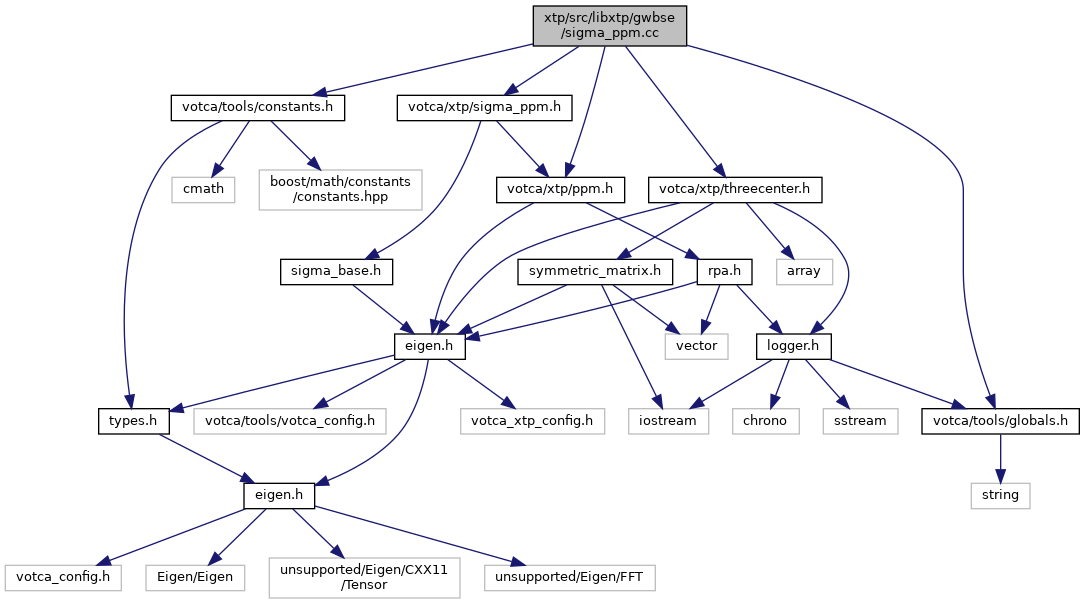 xtp/src/libxtp/gwbse
/sigma_ppm.cc
votca/tools/constants.h
votca/xtp/sigma_ppm.h
cmath
boost/math/constants
/constants.hpp
votca/xtp/ppm.h
votca/xtp/threecenter.h
sigma_base.h
symmetric_matrix.h
rpa.h
array
eigen.h
vector
logger.h
types.h
votca/tools/votca_config.h
votca_xtp_config.h
iostream
chrono
sstream
votca/tools/globals.h
eigen.h
string
votca_config.h
Eigen/Eigen
unsupported/Eigen/CXX11
/Tensor
unsupported/Eigen/FFT